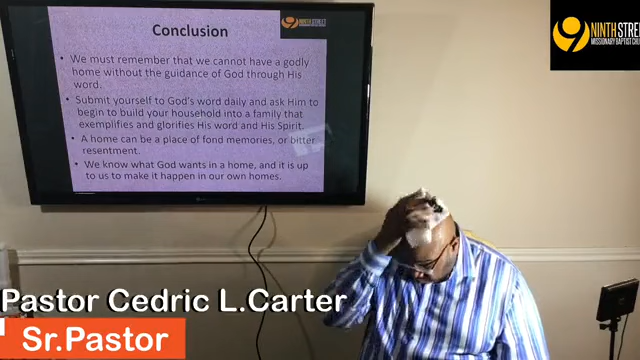 Conclusion
NINTH STREET
• We must remember that we cannot have a godly
home without the guidance of God through His
word.
• Submit yourself to God's word daily and ask Him to
begin to build your household into a family that
exemplifies and glorifies His word and His Spirit.
• A home can be a place of fond memories, or bitter
resentment.
• We know what God wants in a home, and it is up
to us to make it happen in our own homes.
NINTH STRE
MISSIONARY BAPTIST CHU
Pastor Cedric L.Carter
Sr.Pastor